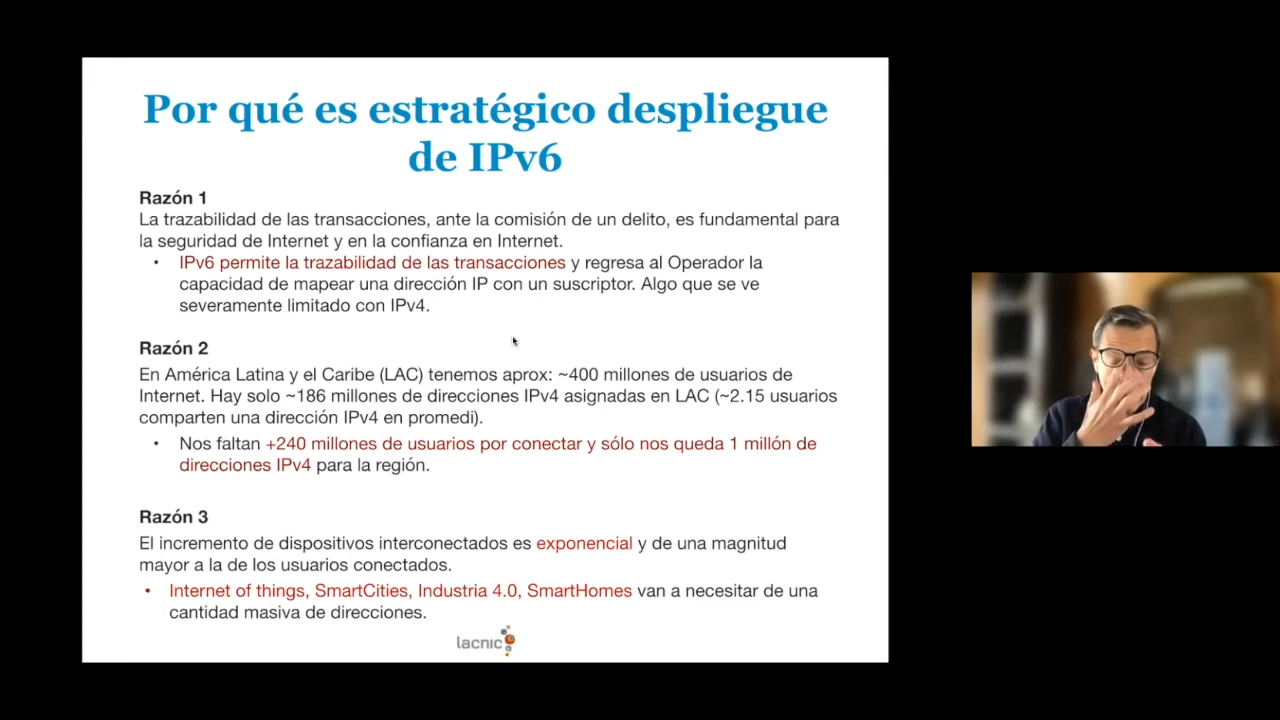 Por qué es estratégico despliegue
de IPv6
Razón 1
La trazabilidad de las transacciones, ante la comisión de un delito, es fundamental para
la seguridad de Internet y en la confianza en Internet.
• IPv6 permite la trazabilidad de las transacciones y regresa al Operador la
capacidad de mapear una dirección IP con un suscriptor. Algo que se ve
severamente limitado con IPv4.
Razón 2
En América Latina y el Caribe (LAC) tenemos aprox: ~400 millones de usuarios de
Internet. Hay solo ~186 millones de direcciones IPv4 asignadas en LAC (~2.15 usuarios
comparten una dirección IPv4 en promedi).
• Nos faltan +240 millones de usuarios por conectar y sólo nos queda 1 millón de
direcciones IPv4 para la región.
Razón 3
El incremento de dispositivos interconectados es exponencial y de una magnitud
mayor a la de los usuarios conectados.
• Internet of things, SmartCities, Industria 4.0, SmartHomes van a necesitar de una
cantidad masiva de direcciones.
lacnic